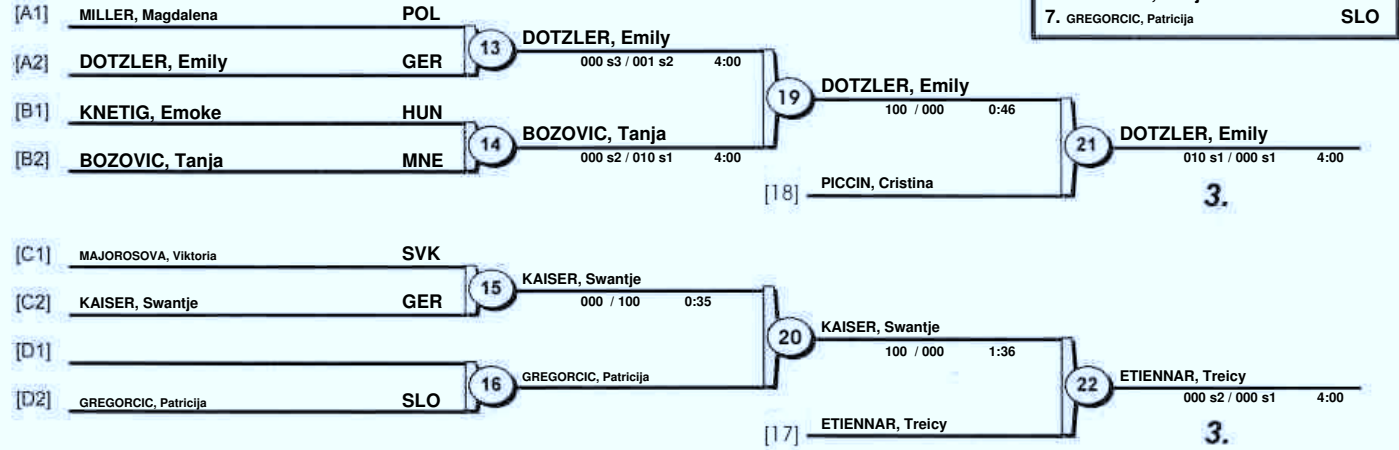 7. GREGORCIC, Patricija SLO
[A1] MILLER, Magdalena POL
13 DOTZLER, Emily
000 s3 / 001 s2 4:00
[A2] DOTZLER, Emily GER
19 DOTZLER, Emily
100 / 000 0:46
[B1] KNETIG, Emoke HUN
14 BOZOVIC, Tanja
000 s2 / 010 s1 4:00
[B2] BOZOVIC, Tanja MNE
21 DOTZLER, Emily
010 s1 / 000 s1 4:00
[18] PICCIN, Cristina
3.
[C1] MAJOROSOVA, Viktoria SVK
15 KAISER, Swantje
000 / 100 0:35
[C2] KAISER, Swantje GER
20 KAISER, Swantje
100 / 000 1:36
[D1]
16 GREGORCIC, Patricija
[D2] GREGORCIC, Patricija SLO
22 ETIENNAR, Treicy
000 s2 / 000 s1 4:00
[17] ETIENNAR, Treicy
3.